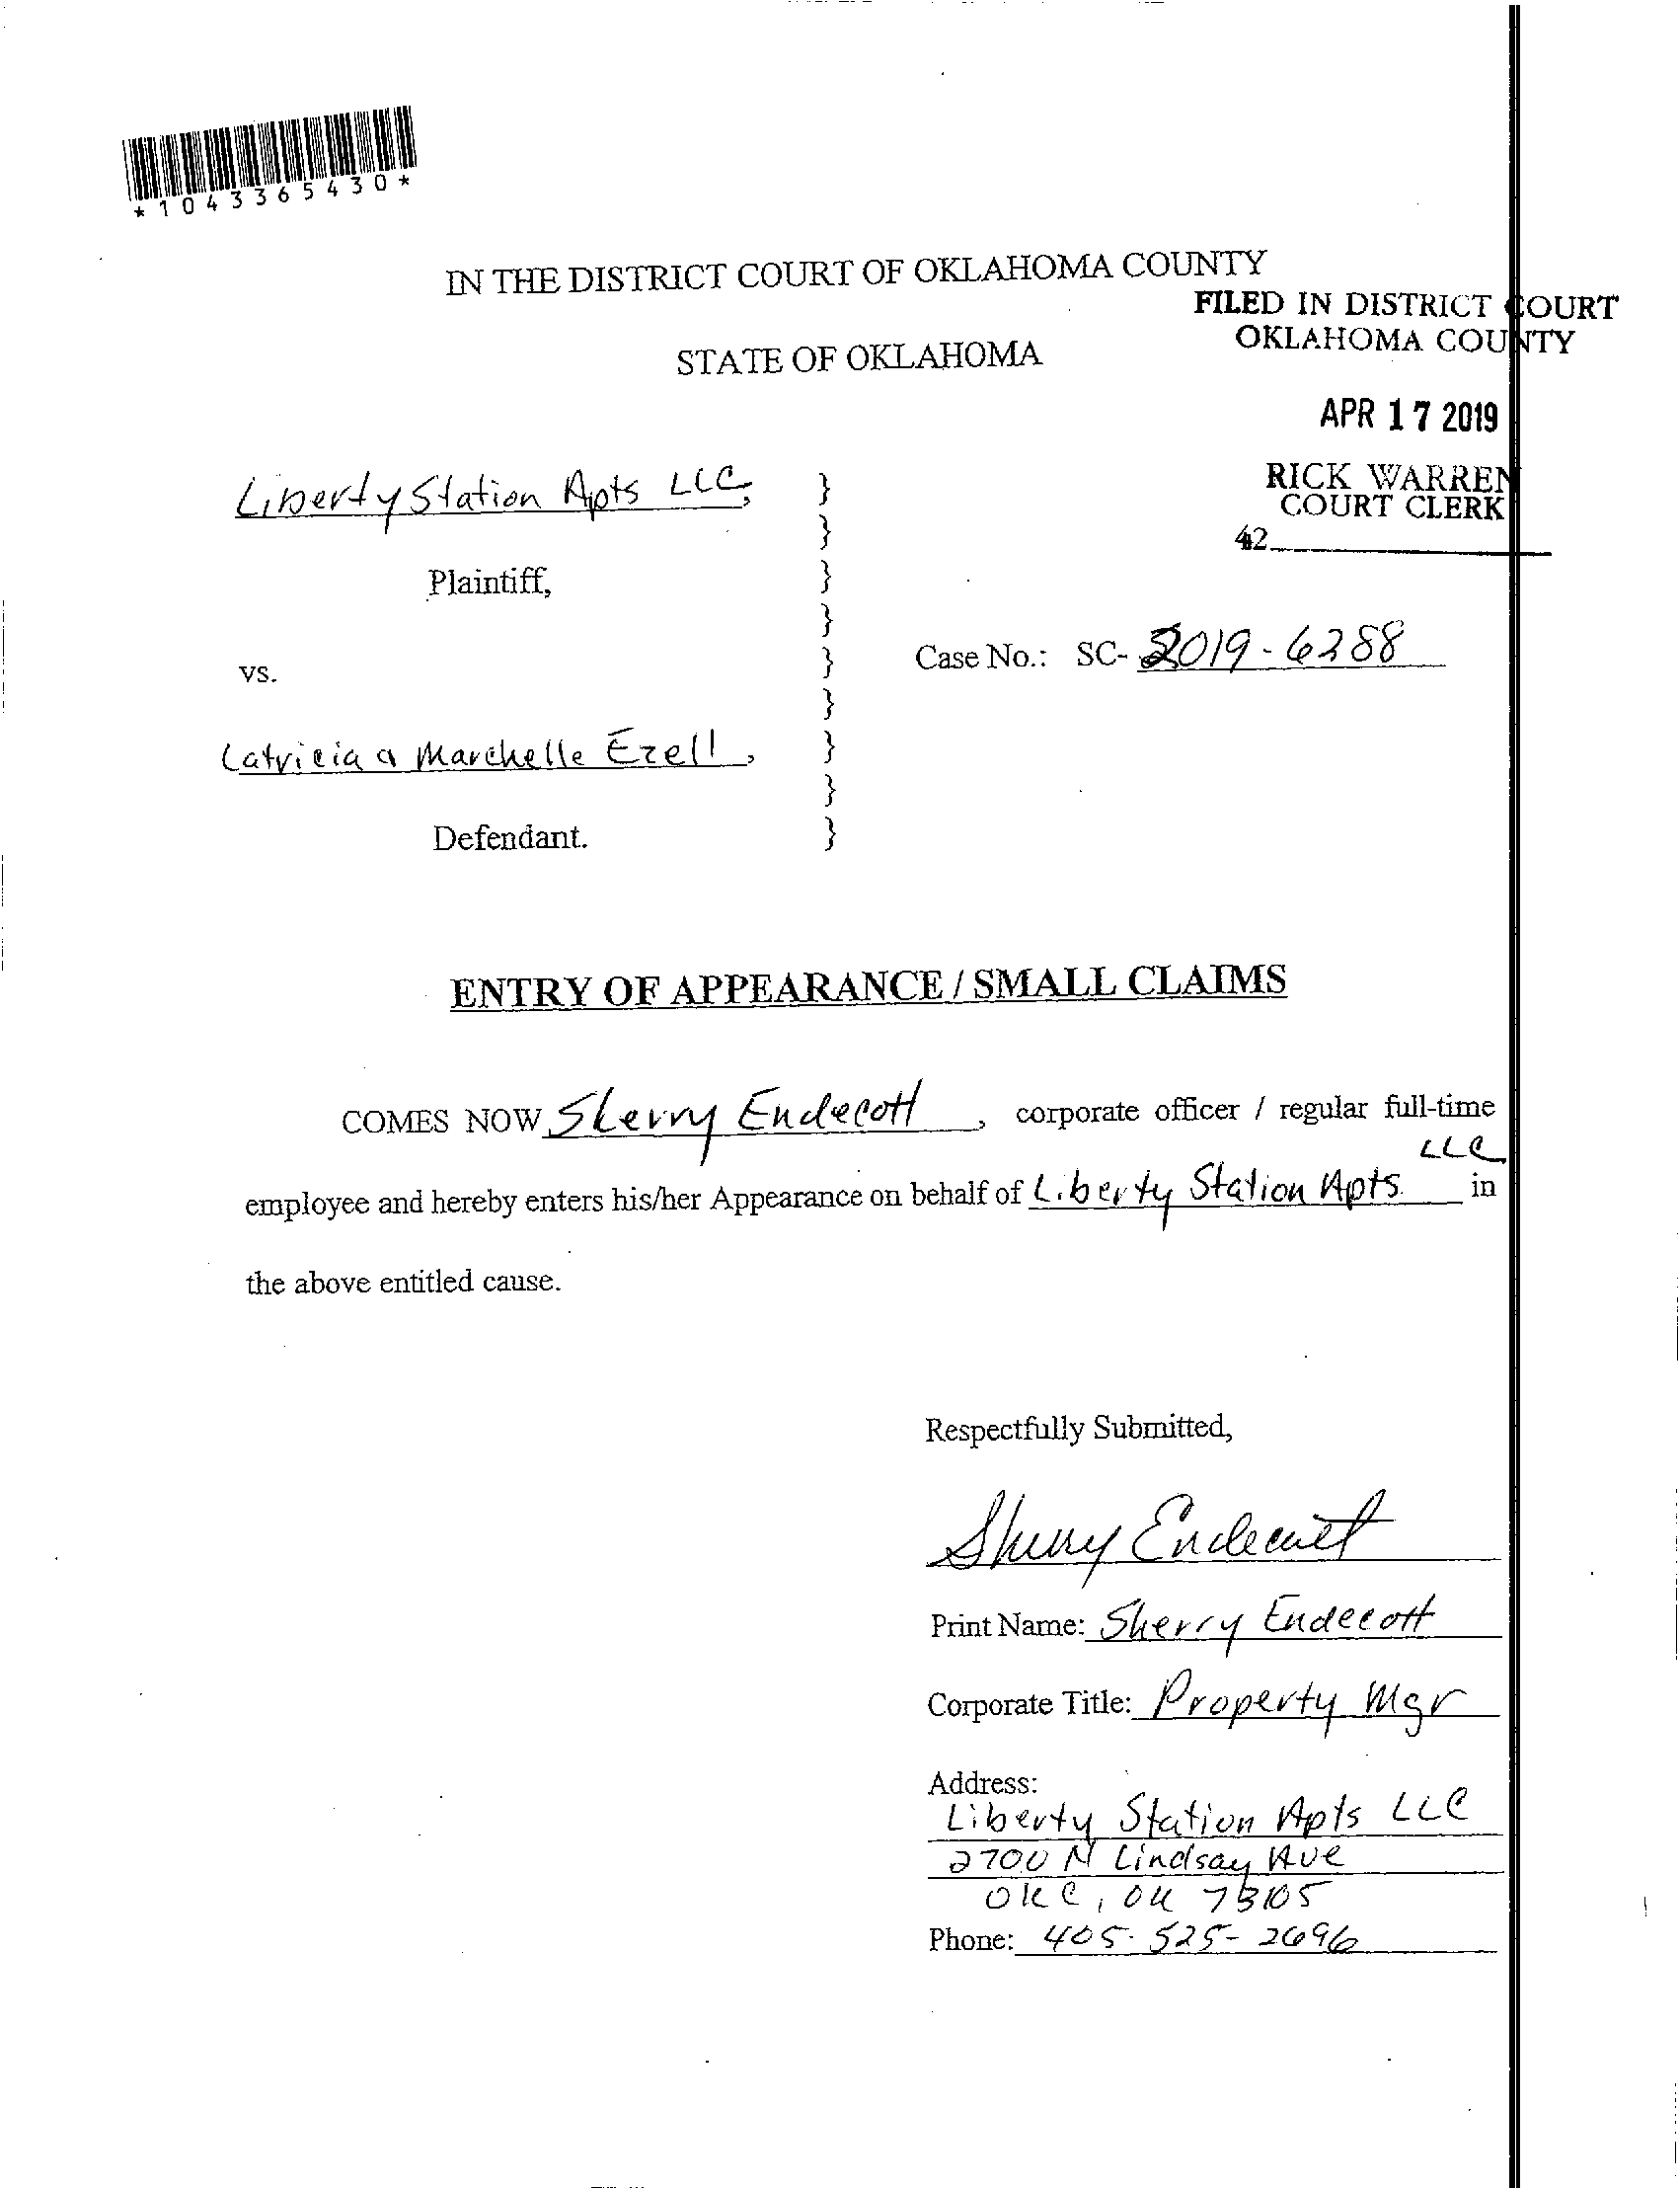 *1043365430*
IN THE DISTRICT COURT OF OKLAHOMA COUNTY
FILED IN DISTRICT COURT
OKLAHOMA COUNTY
STATE OF OKLAHOMA
APR 17 2019
RICK WARREN
COURT CLERK
42
Liberty Station Apts LLC,
Plaintiff,
vs.
Case No.: SC- 2019-6288
Latricia a Marchelle Ezell,
Defendant.
ENTRY OF APPEARANCE / SMALL CLAIMS
COMES NOW Sherry Endecott, corporate officer / regular full-time
LLC
employee and hereby enters his/her Appearance on behalf of Liberty Station Apts. in
the above entitled cause.
Respectfully Submitted,
Sherry Endecott
Print Name: Sherry Endecott
Corporate Title: Property Mgr
Address:
Liberty Station Apts LLC
2700 N Lindsay Ave
OKC, OK 73105
Phone: 405-525-2696